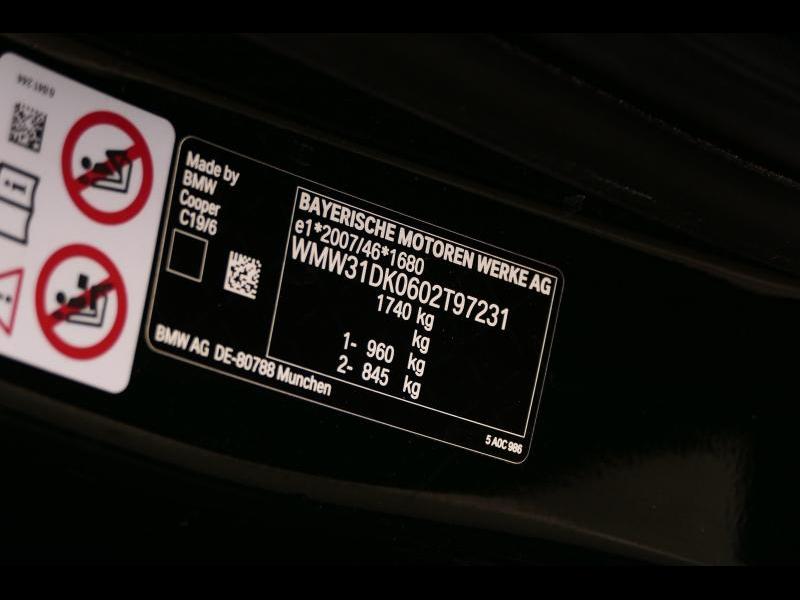 Made by
BMW
Cooper
C19/6
BAYERISCHE MOTOREN WERKE AG
e1*2007/46*1680
WMW31DK0602T97231
1740 kg
kg
1- 960 kg
2- 845 kg
BMW AG DE-80788 Munchen
5 A0C 986